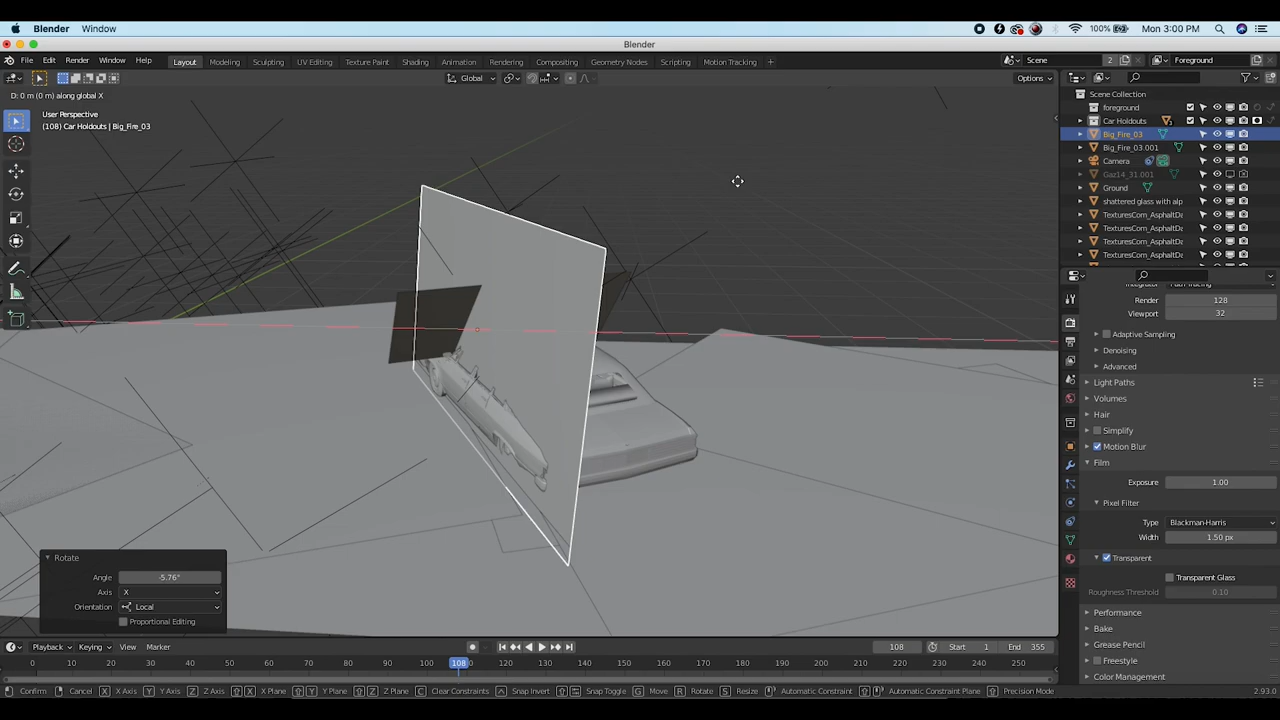 Blender Window 100% Mon 3:00 PM
Blender
File Edit Render Window Help Layout Modeling Sculpting UV Editing Texture Paint Shading Animation Rendering Compositing Geometry Nodes Scripting Motion Tracking + Scene 2 Foreground
Global Options
D: 0 m (0 m) along global X
User Perspective
(108) Car Holdouts | Big_Fire_03
Scene Collection
foreground
Car Holdouts
Big_Fire_03
Big_Fire_03.001
Camera
Gaz14_31.001
Ground
shattered glass with alp
TexturesCom_AsphaltDe
TexturesCom_AsphaltDe
TexturesCom_AsphaltDe
TexturesCom_AsphaltDe
Render 128
Viewport 32
Adaptive Sampling
Denoising
Advanced
Light Paths
Volumes
Hair
Simplify
Motion Blur
Film
Exposure 1.00
Pixel Filter
Type Blackman-Harris
Width 1.50 px
Transparent
Transparent Glass
Roughness Threshold 0.10
Performance
Bake
Grease Pencil
Freestyle
Color Management
Rotate
Angle -5.76°
Axis X
Orientation Local
Proportional Editing
Playback Keying View Marker 108 Start 1 End 355
0 10 20 30 40 50 60 70 80 90 100 108 120 130 140 150 160 170 180 190 200 210 220 230 240 250
Confirm Cancel X X Axis Y Y Axis Z Z Axis X X Plane Y Y Plane Z Z Plane C Clear Constraints Snap Invert Snap Toggle G Move R Rotate S Resize Automatic Constraint Automatic Constraint Plane Precision Mode 2.93.0